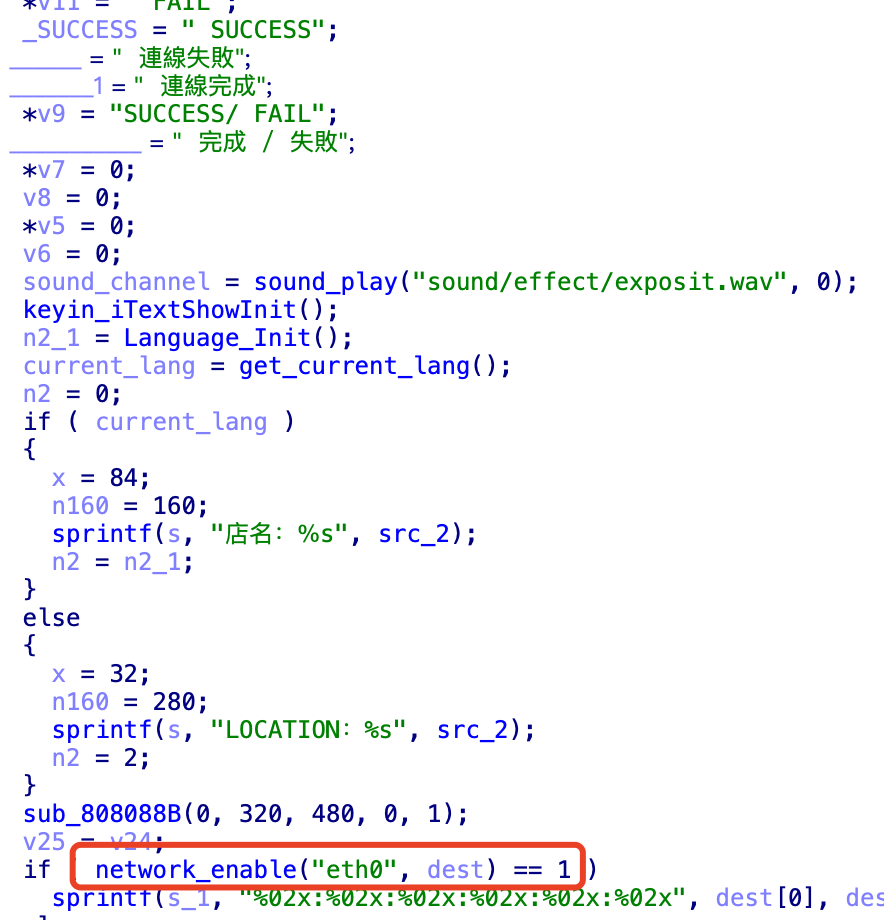 *v11 = " FAIL";
_SUCCESS = " SUCCESS";
______ = " 連線失敗";
_______1 = " 連線完成";
*v9 = "SUCCESS/ FAIL";
___________ = " 完成 / 失敗";
*v7 = 0;
v8 = 0;
*v5 = 0;
v6 = 0;
sound_channel = sound_play("sound/effect/exposit.wav", 0);
keyin_iTextShowInit();
n2_1 = Language_Init();
current_lang = get_current_lang();
n2 = 0;
if ( current_lang )
{
x = 84;
n160 = 160;
sprintf(s, "店名: %s", src_2);
n2 = n2_1;
}
else
{
x = 32;
n160 = 280;
sprintf(s, "LOCATION: %s", src_2);
n2 = 2;
}
sub_808088B(0, 320, 480, 0, 1);
v25 = v24;
if ( network_enable("eth0", dest) == 1 )
sprintf(s_1, "%02x:%02x:%02x:%02x:%02x:%02x", dest[0], des